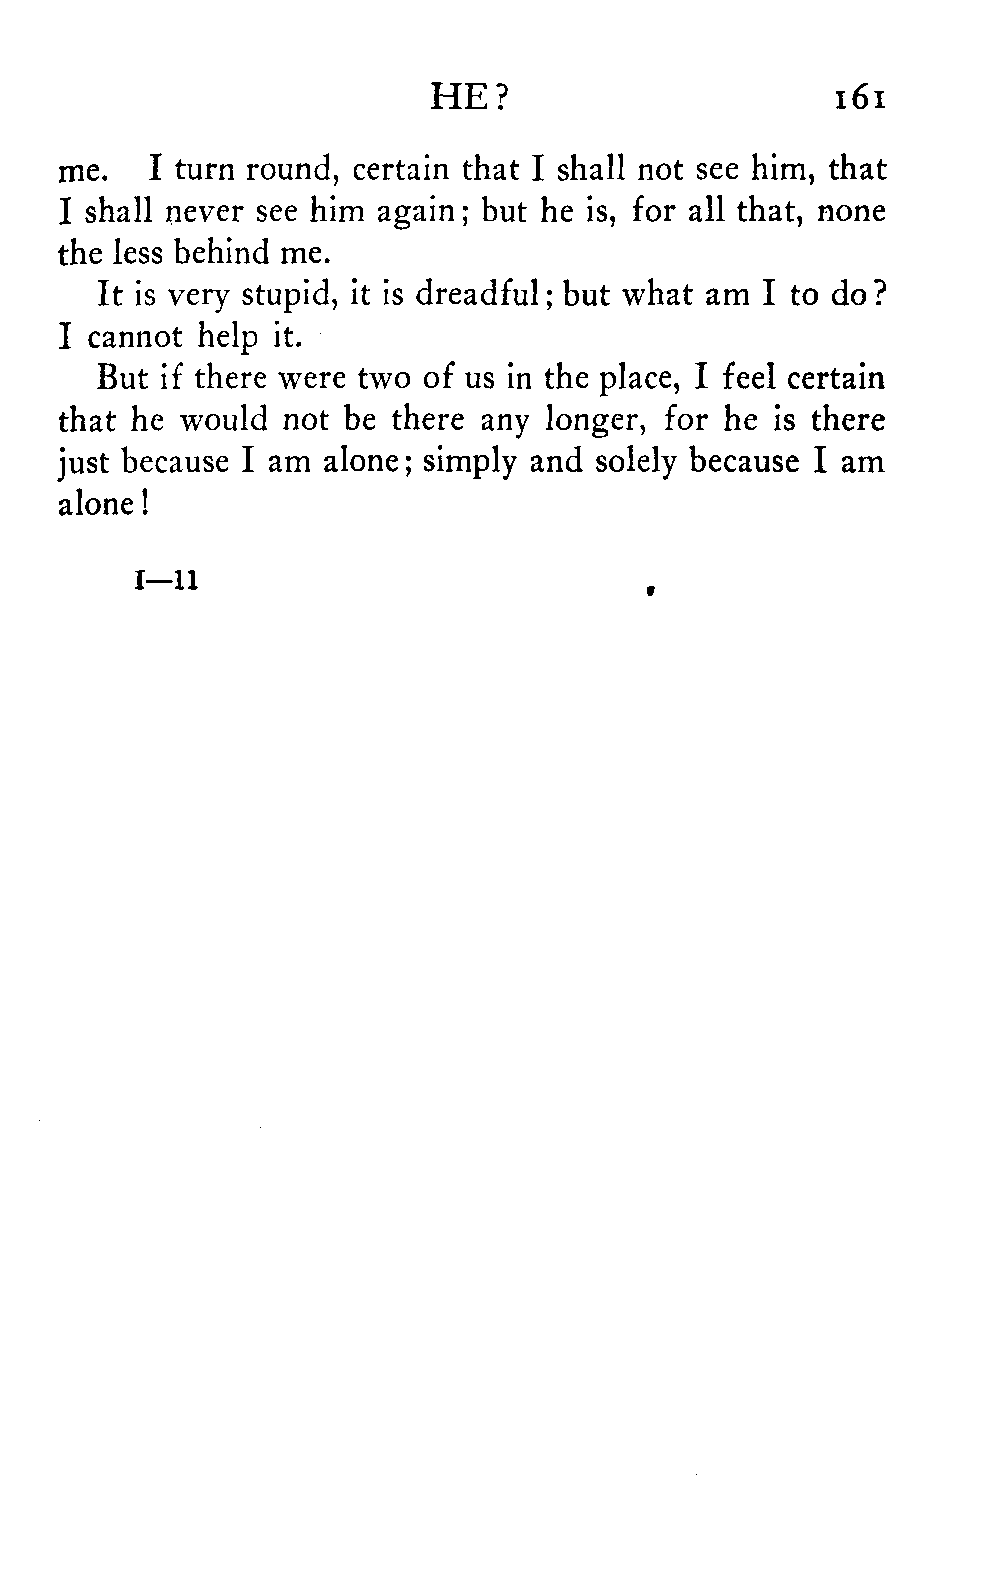 HE? 161
me. I turn round, certain that I shall not see him, that
I shall never see him again; but he is, for all that, none
the less behind me.
It is very stupid, it is dreadful; but what am I to do?
I cannot help it.
But if there were two of us in the place, I feel certain
that he would not be there any longer, for he is there
just because I am alone; simply and solely because I am
alone!
I—11